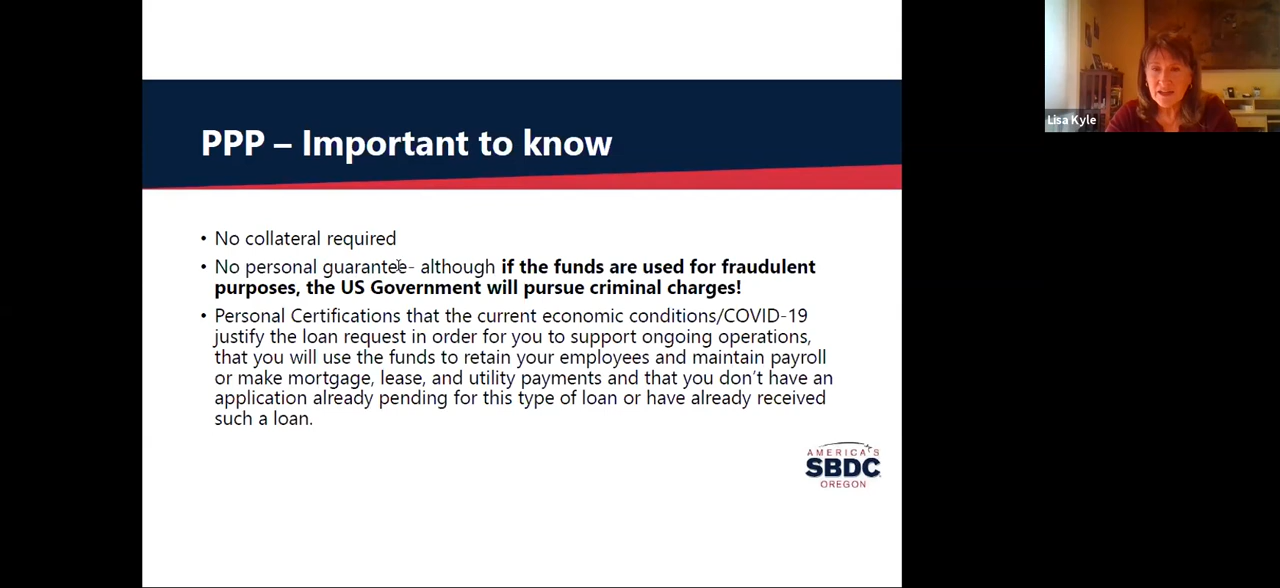 PPP – Important to know
• No collateral required
• No personal guarantee- although if the funds are used for fraudulent
purposes, the US Government will pursue criminal charges!
• Personal Certifications that the current economic conditions/COVID-19
justify the loan request in order for you to support ongoing operations,
that you will use the funds to retain your employees and maintain payroll
or make mortgage, lease, and utility payments and that you don't have an
application already pending for this type of loan or have already received
such a loan.
AMERICA'S
SBDC
OREGON
Lisa Kyle